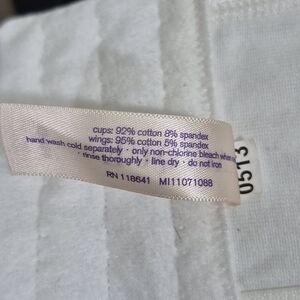 cups: 92% cotton 8% spandex
wings: 95% cotton 5% spandex
hand wash cold separately · only non-chlorine bleach when
rinse thoroughly · line dry · do not iron
RN 118641 MI11071088
0513